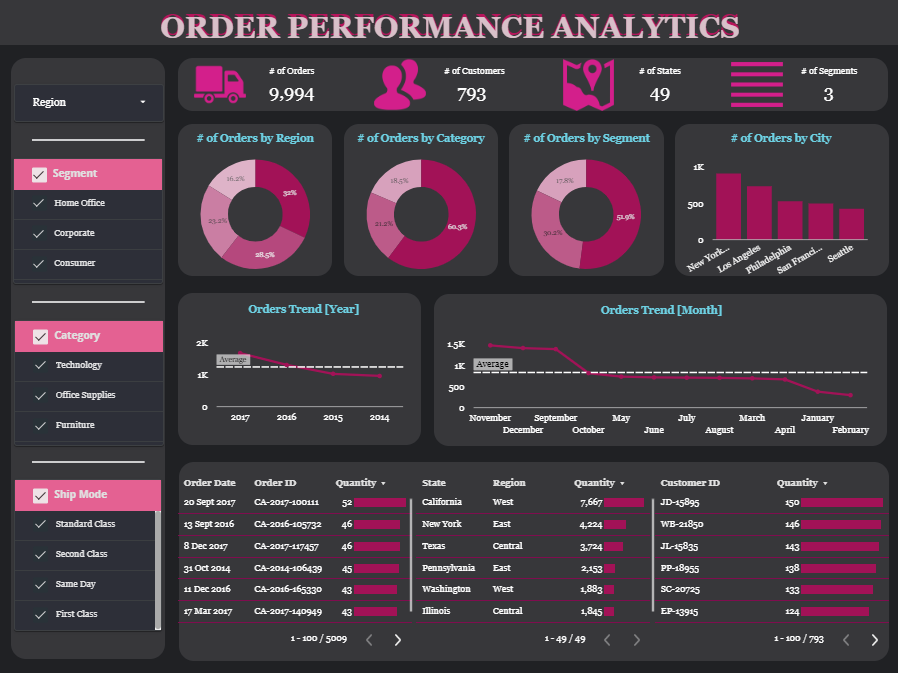 ORDER PERFORMANCE ANALYTICS
Region
Segment
Home Office
Corporate
Consumer
Category
Technology
Office Supplies
Furniture
Ship Mode
Standard Class
Second Class
Same Day
First Class
# of Orders
9,994
# of Customers
793
# of States
49
# of Segments
3
# of Orders by Region
32%
28.5%
23.2%
16.2%
# of Orders by Category
60.3%
21.2%
18.5%
# of Orders by Segment
51.9%
30.2%
17.8%
# of Orders by City
1K
500
0
New York...
Los Angeles
Philadelphia
San Franci...
Seattle
Orders Trend [Year]
2K
1K
0
Average
2017 2016 2015 2014
Orders Trend [Month]
1.5K
1K
500
0
Average
November September May July March January
December October June August April February
Order Date Order ID Quantity
20 Sept 2017 CA-2017-100111 52
13 Sept 2016 CA-2016-105732 46
8 Dec 2017 CA-2017-117457 46
31 Oct 2014 CA-2014-106439 45
11 Dec 2016 CA-2016-165330 43
17 Mar 2017 CA-2017-140949 43
1 - 100 / 5009
State Region Quantity
California West 7,667
New York East 4,224
Texas Central 3,724
Pennsylvania East 2,153
Washington West 1,883
Illinois Central 1,845
1 - 49 / 49
Customer ID Quantity
JD-15895 150
WB-21850 146
JL-15835 143
PP-18955 138
SC-20725 133
EP-13915 124
1 - 100 / 793